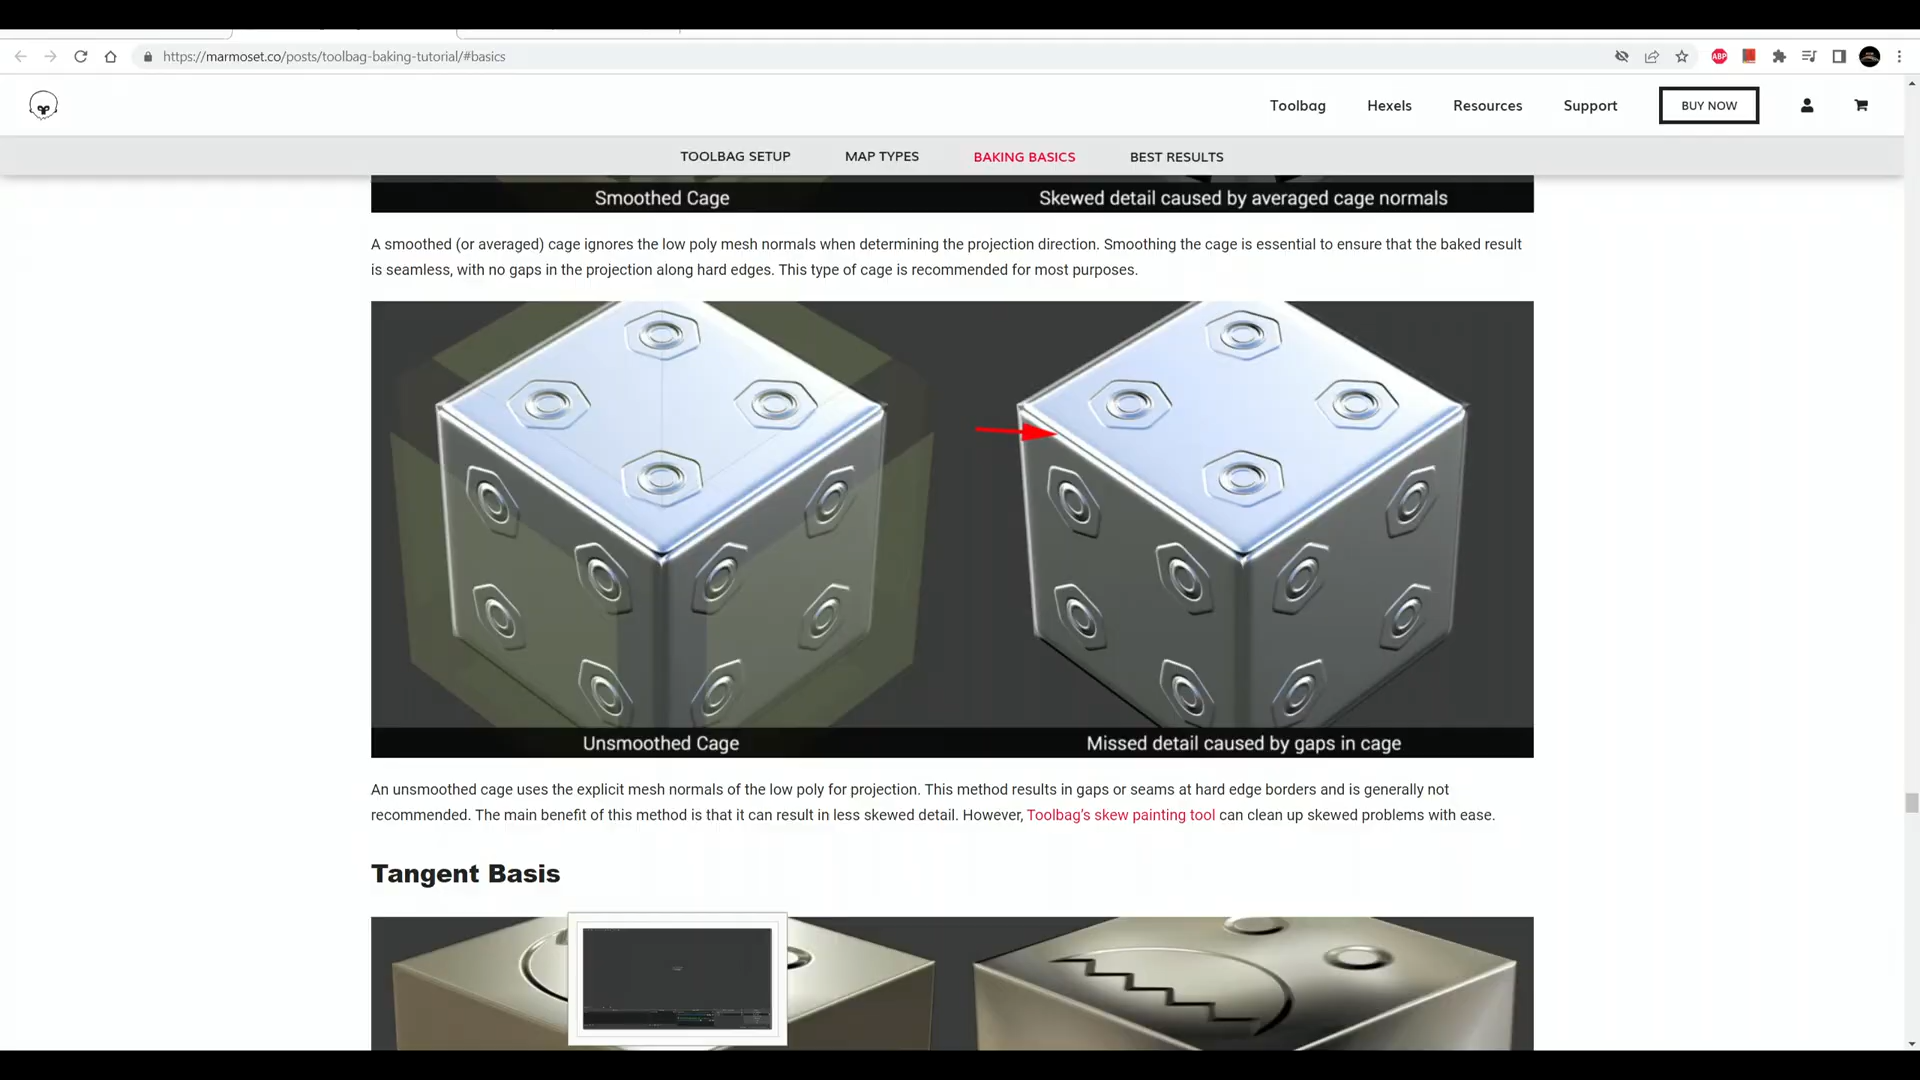 https://marmoset.co/posts/toolbag-baking-tutorial/#basics
ABP
Toolbag
Hexels
Resources
Support
BUY NOW
TOOLBAG SETUP
MAP TYPES
BAKING BASICS
BEST RESULTS
Smoothed Cage
Skewed detail caused by averaged cage normals
A smoothed (or averaged) cage ignores the low poly mesh normals when determining the projection direction. Smoothing the cage is essential to ensure that the baked result
is seamless, with no gaps in the projection along hard edges. This type of cage is recommended for most purposes.
Unsmoothed Cage
Missed detail caused by gaps in cage
An unsmoothed cage uses the explicit mesh normals of the low poly for projection. This method results in gaps or seams at hard edge borders and is generally not
recommended. The main benefit of this method is that it can result in less skewed detail. However, Toolbag's skew painting tool can clean up skewed problems with ease.
Tangent Basis